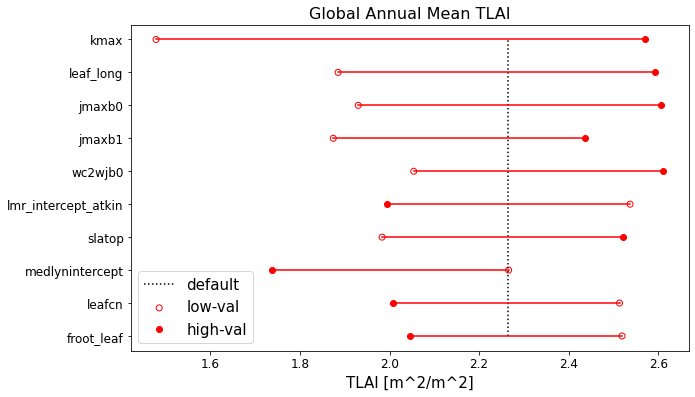 Global Annual Mean TLAI
kmax
leaf_long
jmaxb0
jmaxb1
wc2wjb0
lmr_intercept_atkin
slatop
medlynintercept
leafcn
froot_leaf
default
low-val
high-val
1.6 1.8 2.0 2.2 2.4 2.6
TLAI [m^2/m^2]